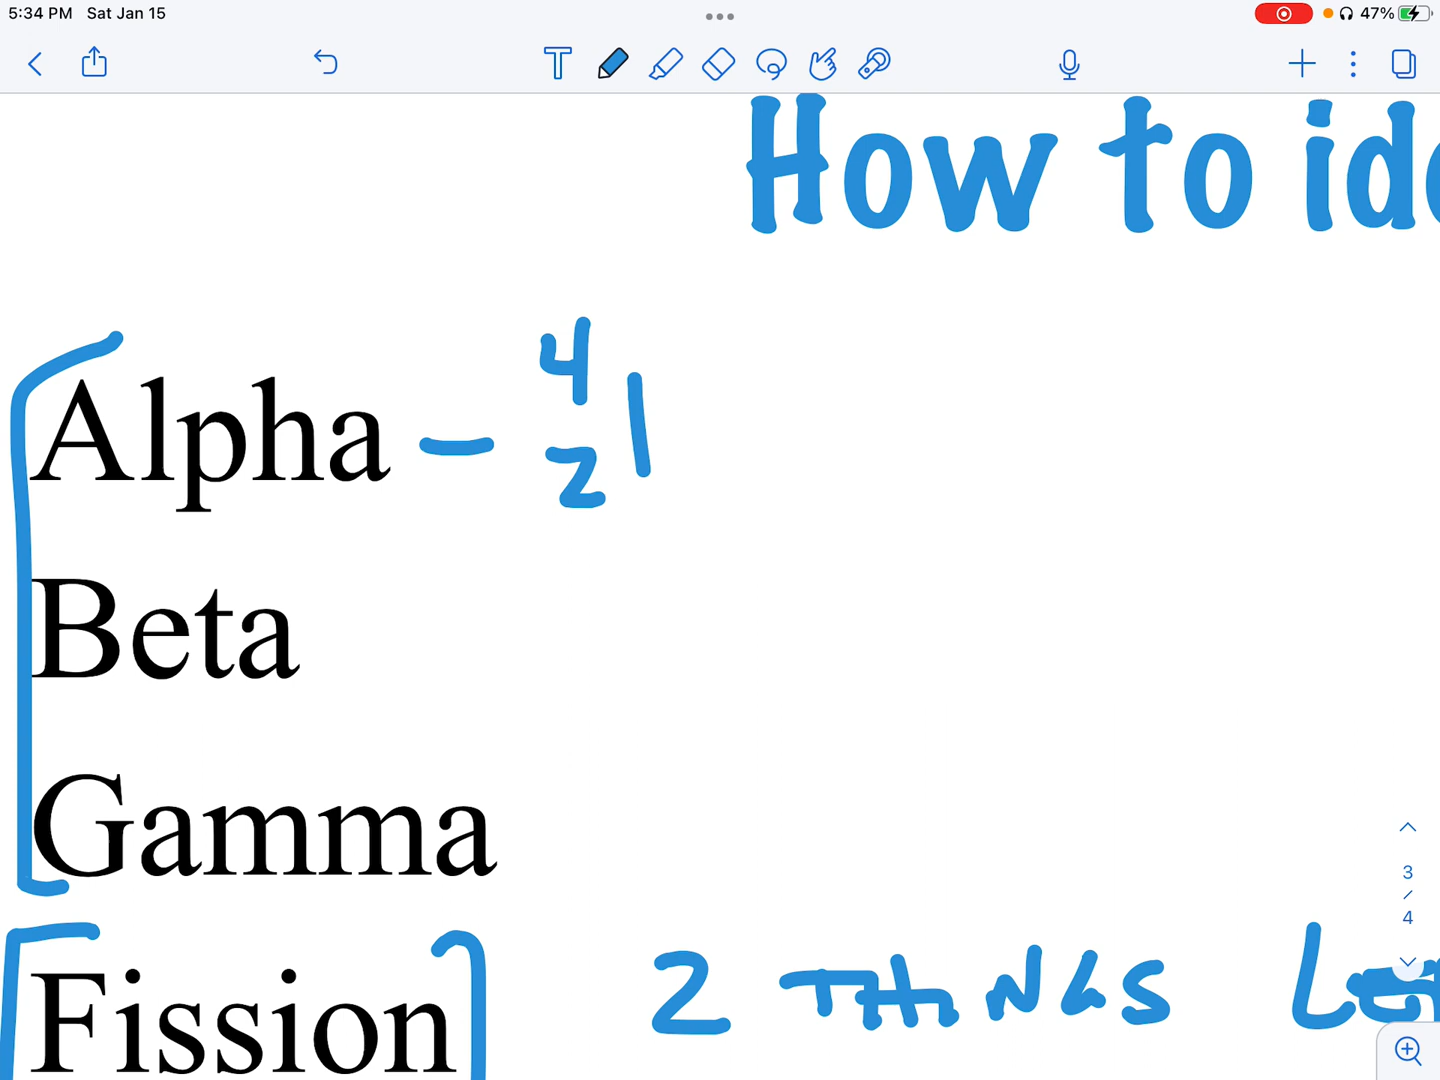 5:34 PM Sat Jan 15
47%
How to id
Alpha - 4
2
Beta
Gamma
3
/
4
Fission 2 THINGS